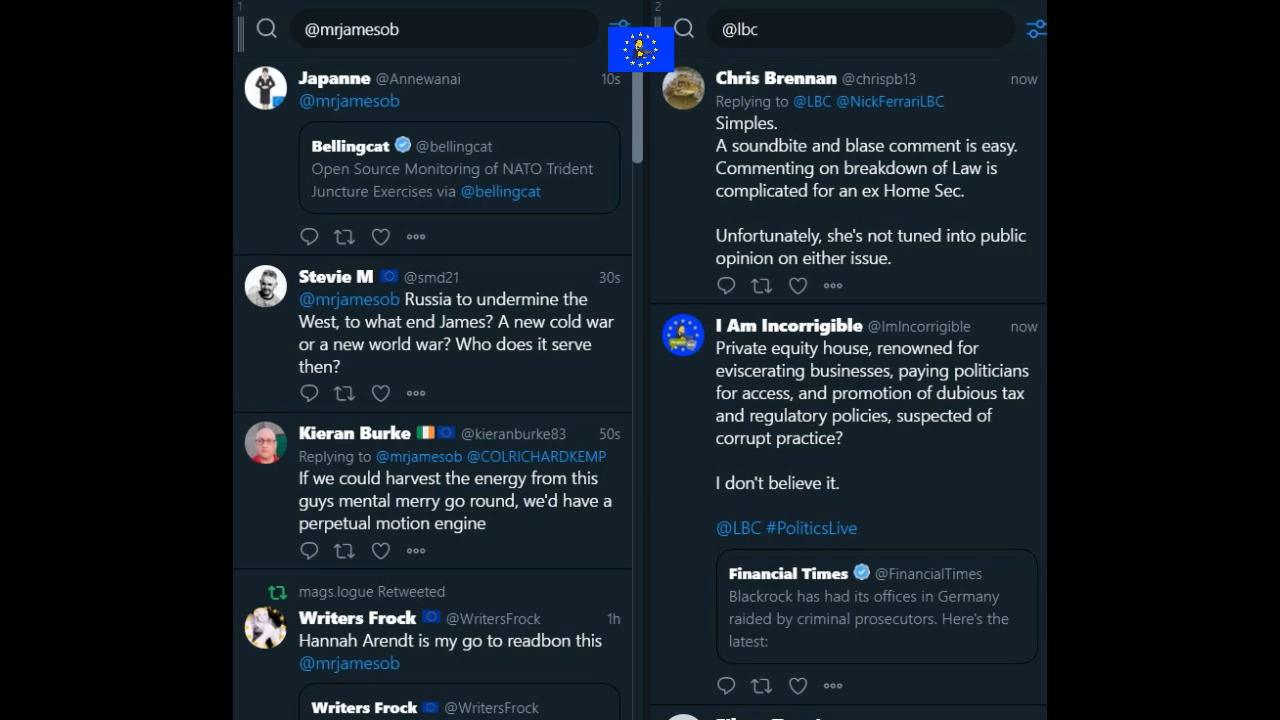 1
@mrjamesob
Japanne @Annewanai 10s
@mrjamesob
Bellingcat @bellingcat
Open Source Monitoring of NATO Trident
Juncture Exercises via @bellingcat
Stevie M @smd21 30s
@mrjamesob Russia to undermine the
West, to what end James? A new cold war
or a new world war? Who does it serve
then?
Kieran Burke @kieranburke83 50s
Replying to @mrjamesob @COLRICHARDKEMP
If we could harvest the energy from this
guys mental merry go round, we'd have a
perpetual motion engine
mags.logue Retweeted
Writers Frock @WritersFrock 1h
Hannah Arendt is my go to readbon this
@mrjamesob
Writers Frock @WritersFrock
2
@lbc
Chris Brennan @chrispb13 now
Replying to @LBC @NickFerrariLBC
Simples.
A soundbite and blase comment is easy.
Commenting on breakdown of Law is
complicated for an ex Home Sec.
Unfortunately, she's not tuned into public
opinion on either issue.
I Am Incorrigible @ImIncorrigible now
Private equity house, renowned for
eviscerating businesses, paying politicians
for access, and promotion of dubious tax
and regulatory policies, suspected of
corrupt practice?
I don't believe it.
@LBC #PoliticsLive
Financial Times @FinancialTimes
Blackrock has had its offices in Germany
raided by criminal prosecutors. Here's the
latest: